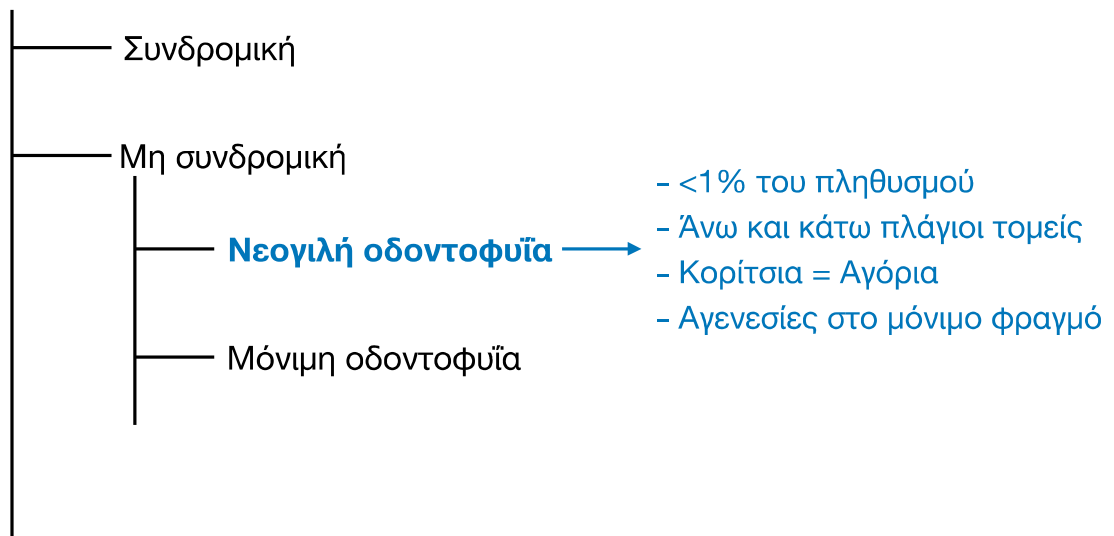 Συνδρομική
Μη συνδρομική
Νεογιλή οδοντοφυΐα
- <1% του πληθυσμού
- Άνω και κάτω πλάγιοι τομείς
- Κορίτσια = Αγόρια
- Αγενεσίες στο μόνιμο φραγμό
Μόνιμη οδοντοφυΐα